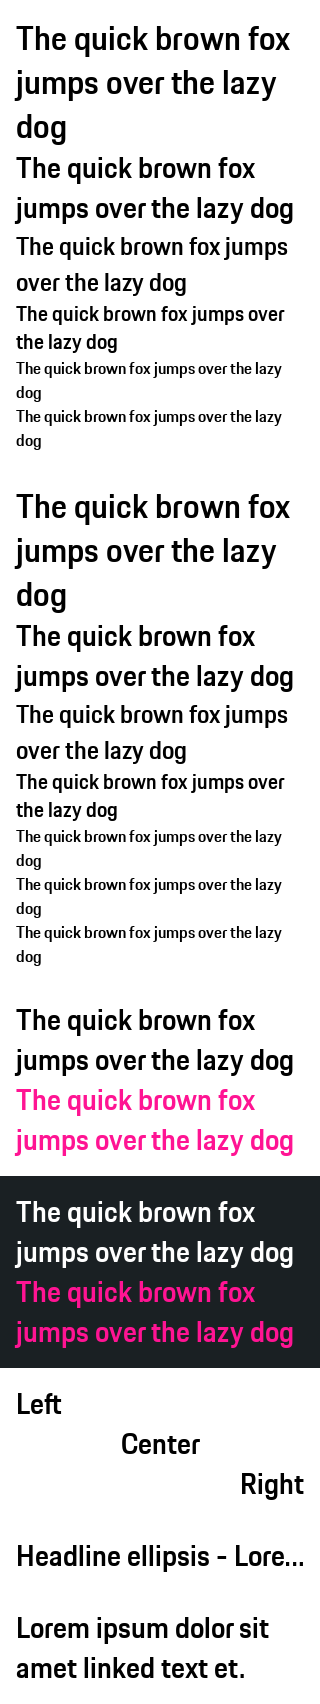 The quick brown fox
jumps over the lazy
dog
The quick brown fox
jumps over the lazy dog
The quick brown fox jumps
over the lazy dog
The quick brown fox jumps over
the lazy dog
The quick brown fox jumps over the lazy
dog
The quick brown fox jumps over the lazy
dog
The quick brown fox
jumps over the lazy
dog
The quick brown fox
jumps over the lazy dog
The quick brown fox jumps
over the lazy dog
The quick brown fox jumps over
the lazy dog
The quick brown fox jumps over the lazy
dog
The quick brown fox jumps over the lazy
dog
The quick brown fox jumps over the lazy
dog
The quick brown fox
jumps over the lazy dog
The quick brown fox
jumps over the lazy dog
The quick brown fox
jumps over the lazy dog
The quick brown fox
jumps over the lazy dog
Left
Center
Right
Headline ellipsis - Lore...
Lorem ipsum dolor sit
amet linked text et.